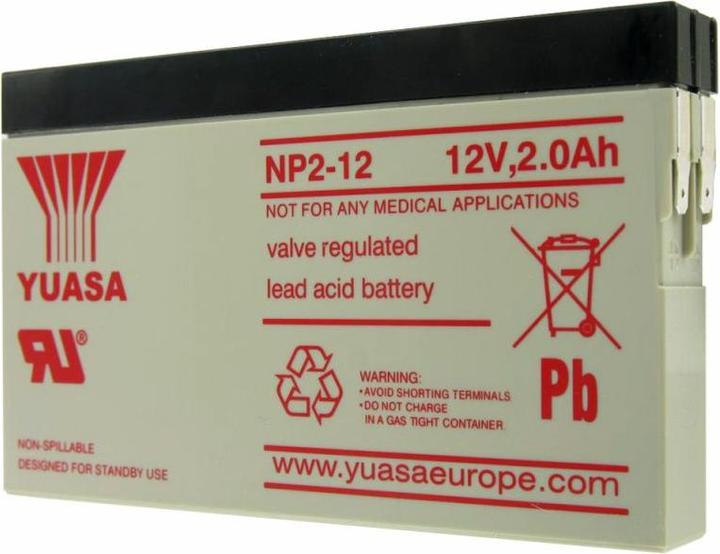 YUASA
NON-SPILLABLE
DESIGNED FOR STANDBY USE
NP2-12 12V,2.0Ah
NOT FOR ANY MEDICAL APPLICATIONS
valve regulated
lead acid battery
WARNING:
•AVOID SHORTING TERMINALS
•DO NOT CHARGE
IN A GAS TIGHT CONTAINER
Pb
www.yuasaeurope.com